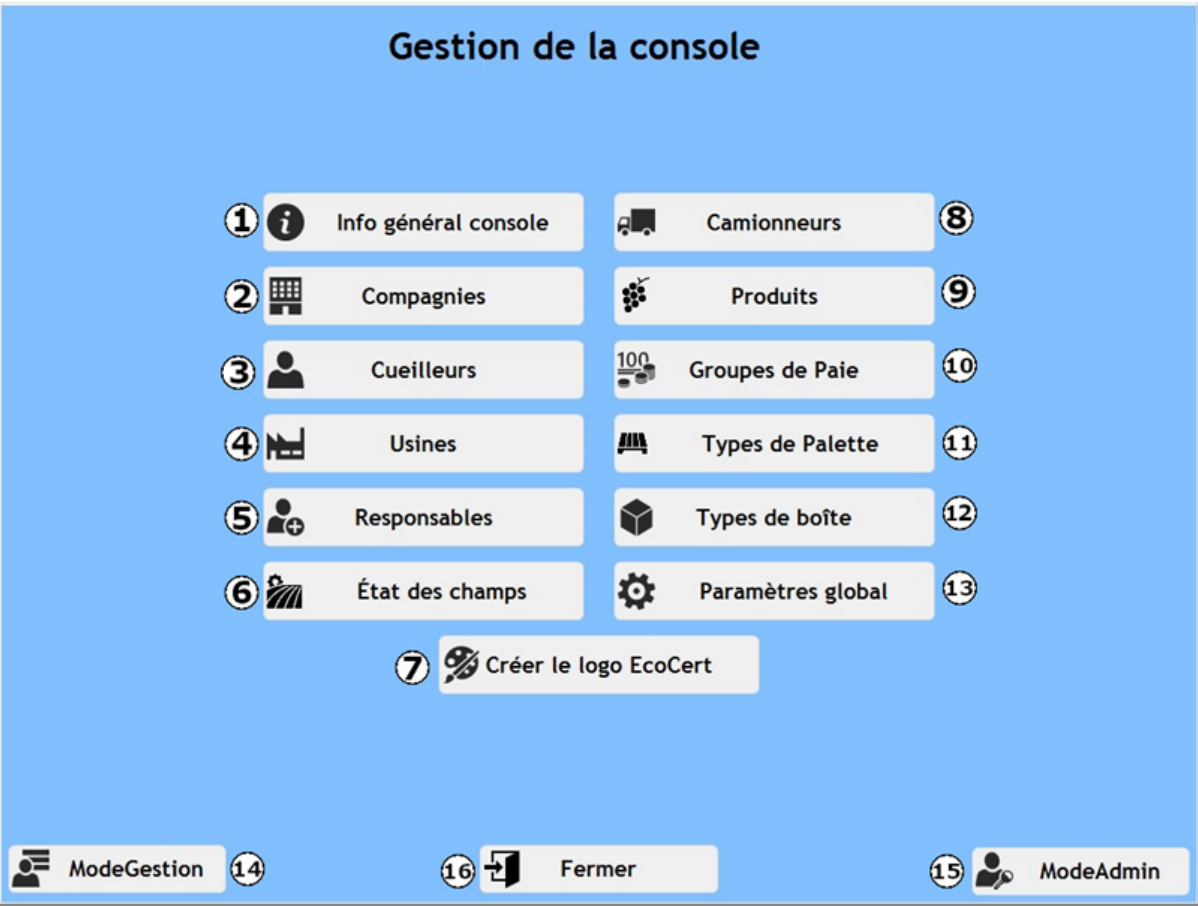 Gestion de la console
1 Info général console
Camionneurs 8
2 Compagnies
Produits 9
3 Cueilleurs
100 Groupes de Paie 10
4 Usines
Types de Palette 11
5 Responsables
Types de boîte 12
6 État des champs
Paramètres global 13
7 Créer le logo EcoCert
ModeGestion 14
16 Fermer
15 ModeAdmin